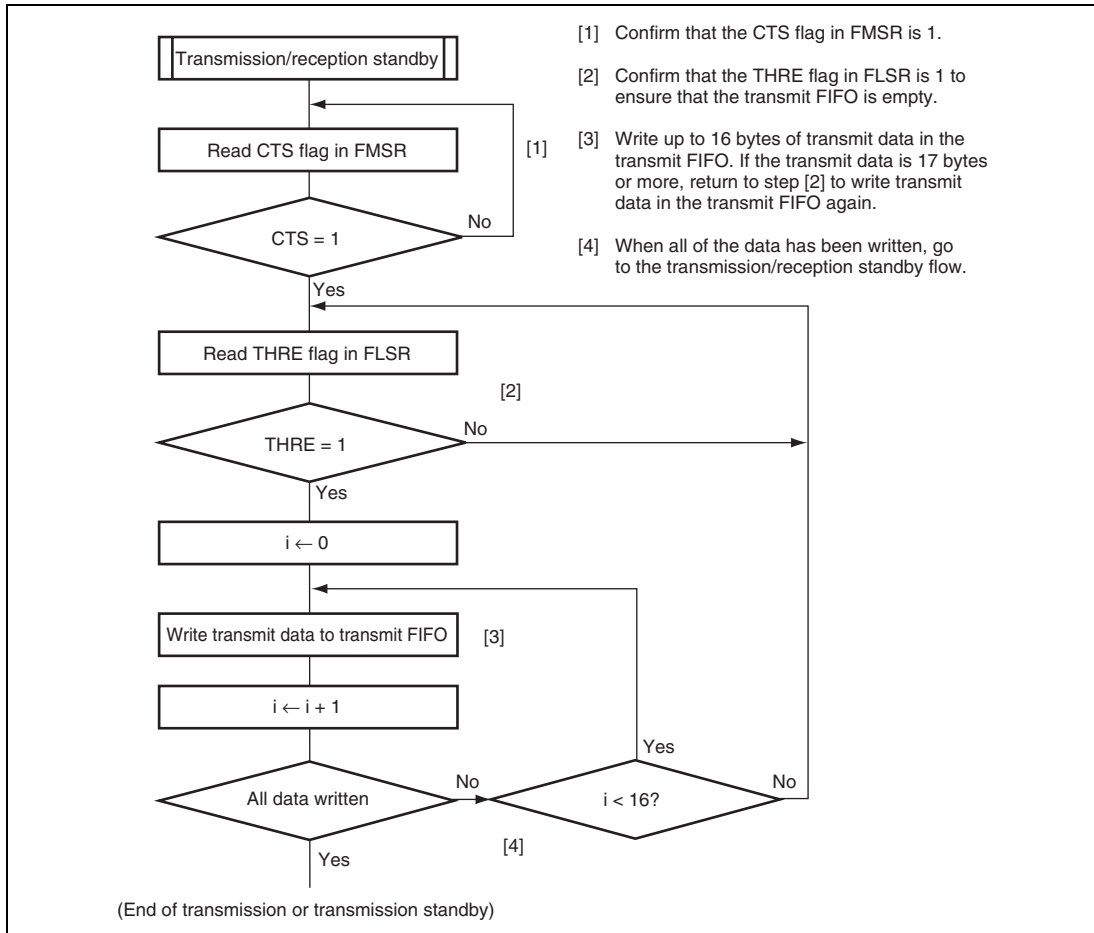 Transmission/reception standby
Read CTS flag in FMSR
[1]
CTS = 1
No
Yes
Read THRE flag in FLSR
[2]
THRE = 1
No
Yes
i ← 0
Write transmit data to transmit FIFO
[3]
i ← i + 1
Yes
All data written
No
i < 16?
No
[4]
Yes
(End of transmission or transmission standby)
[1] Confirm that the CTS flag in FMSR is 1.
[2] Confirm that the THRE flag in FLSR is 1 to
ensure that the transmit FIFO is empty.
[3] Write up to 16 bytes of transmit data in the
transmit FIFO. If the transmit data is 17 bytes
or more, return to step [2] to write transmit
data in the transmit FIFO again.
[4] When all of the data has been written, go
to the transmission/reception standby flow.